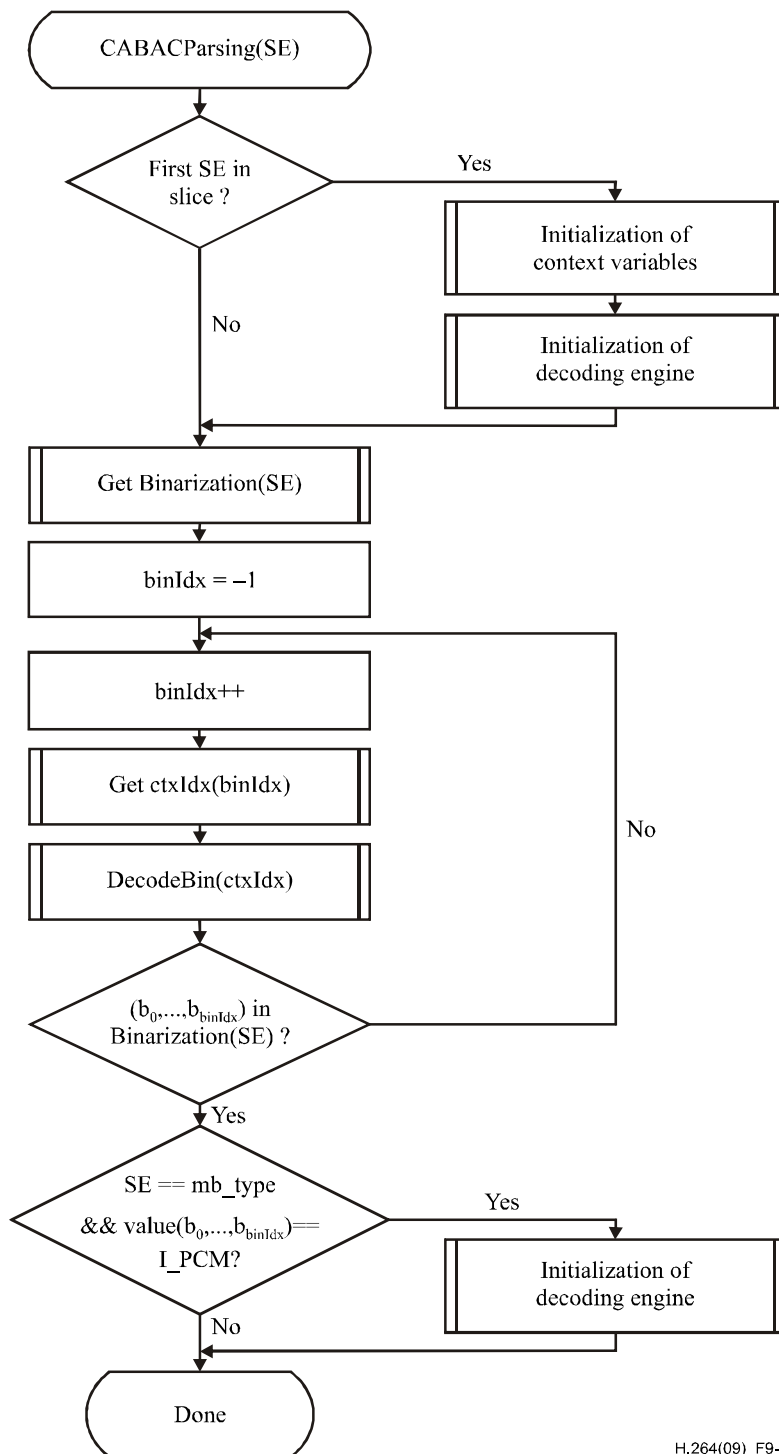 CABACParsing(SE)
First SE in
slice ?
Yes
Initialization of
context variables
No
Initialization of
decoding engine
Get Binarization(SE)
binIdx = –1
binIdx++
Get ctxIdx(binIdx)
No
DecodeBin(ctxIdx)
(b0,...,bbinIdx) in
Binarization(SE) ?
Yes
SE == mb_type
&& value(b0,...,bbinIdx)==
I_PCM?
Yes
Initialization of
decoding engine
No
Done
H.264(09)_F9-